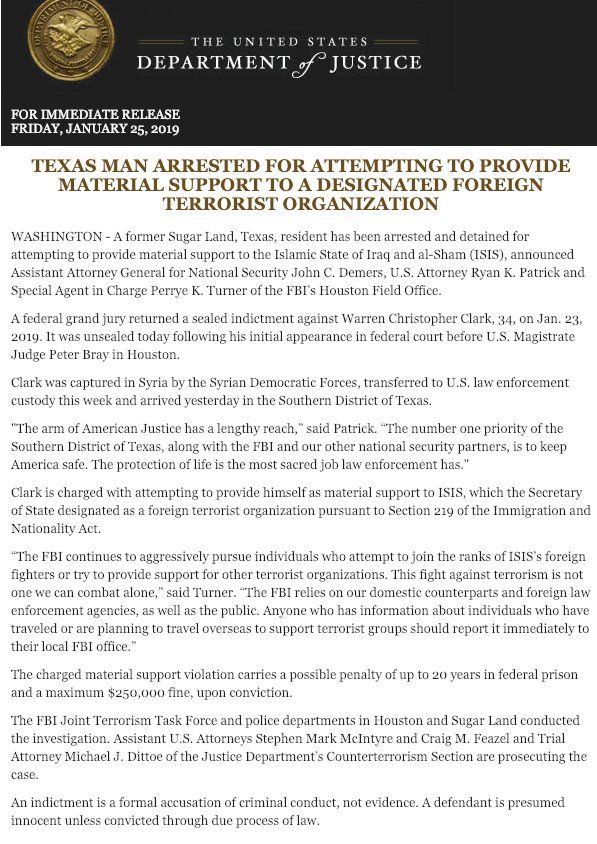 THE UNITED STATES
DEPARTMENT of JUSTICE
FOR IMMEDIATE RELEASE
FRIDAY, JANUARY 25, 2019
TEXAS MAN ARRESTED FOR ATTEMPTING TO PROVIDE
MATERIAL SUPPORT TO A DESIGNATED FOREIGN
TERRORIST ORGANIZATION
WASHINGTON - A former Sugar Land, Texas, resident has been arrested and detained for
attempting to provide material support to the Islamic State of Iraq and al-Sham (ISIS), announced
Assistant Attorney General for National Security John C. Demers, U.S. Attorney Ryan K. Patrick and
Special Agent in Charge Perrye K. Turner of the FBI's Houston Field Office.
A federal grand jury returned a sealed indictment against Warren Christopher Clark, 34, on Jan. 23,
2019. It was unsealed today following his initial appearance in federal court before U.S. Magistrate
Judge Peter Bray in Houston.
Clark was captured in Syria by the Syrian Democratic Forces, transferred to U.S. law enforcement
custody this week and arrived yesterday in the Southern District of Texas.
"The arm of American Justice has a lengthy reach,” said Patrick. “The number one priority of the
Southern District of Texas, along with the FBI and our other national security partners, is to keep
America safe. The protection of life is the most sacred job law enforcement has.”
Clark is charged with attempting to provide himself as material support to ISIS, which the Secretary
of State designated as a foreign terrorist organization pursuant to Section 219 of the Immigration and
Nationality Act.
“The FBI continues to aggressively pursue individuals who attempt to join the ranks of ISIS’s foreign
fighters or try to provide support for other terrorist organizations. This fight against terrorism is not
one we can combat alone,” said Turner. “The FBI relies on our domestic counterparts and foreign law
enforcement agencies, as well as the public. Anyone who has information about individuals who have
traveled or are planning to travel overseas to support terrorist groups should report it immediately to
their local FBI office.”
The charged material support violation carries a possible penalty of up to 20 years in federal prison
and a maximum $250,000 fine, upon conviction.
The FBI Joint Terrorism Task Force and police departments in Houston and Sugar Land conducted
the investigation. Assistant U.S. Attorneys Stephen Mark McIntyre and Craig M. Feazel and Trial
Attorney Michael J. Dittoe of the Justice Department’s Counterterrorism Section are prosecuting the
case.
An indictment is a formal accusation of criminal conduct, not evidence. A defendant is presumed
innocent unless convicted through due process of law.